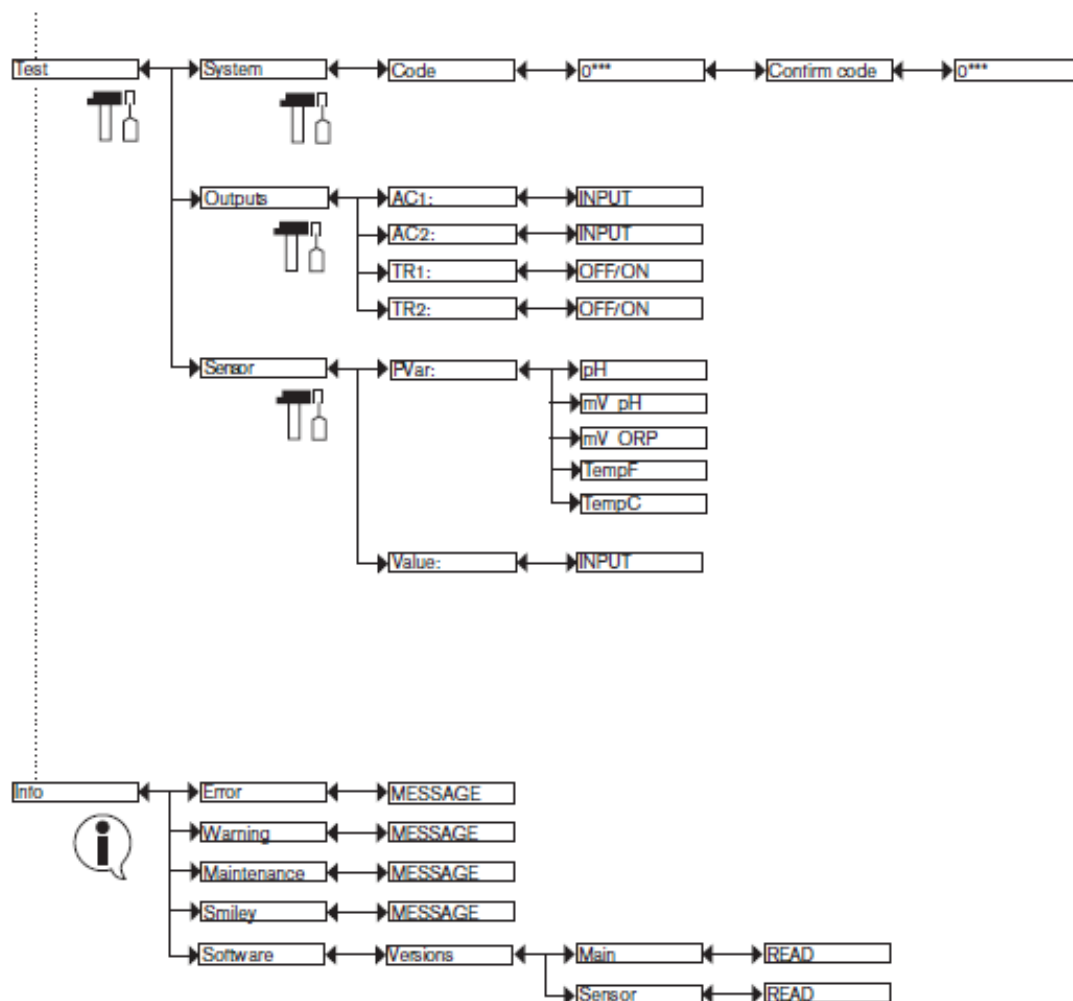 Test System Code 0*** Confirm code 0***
Outputs AC1: INPUT
AC2: INPUT
TR1: OFF/ON
TR2: OFF/ON
Sensor PVar: pH
mV_pH
mV_ORP
TempF
TempC
Value: INPUT
Info Error MESSAGE
Warning MESSAGE
Maintenance MESSAGE
Smiley MESSAGE
Software Versions Main READ
Sensor READ